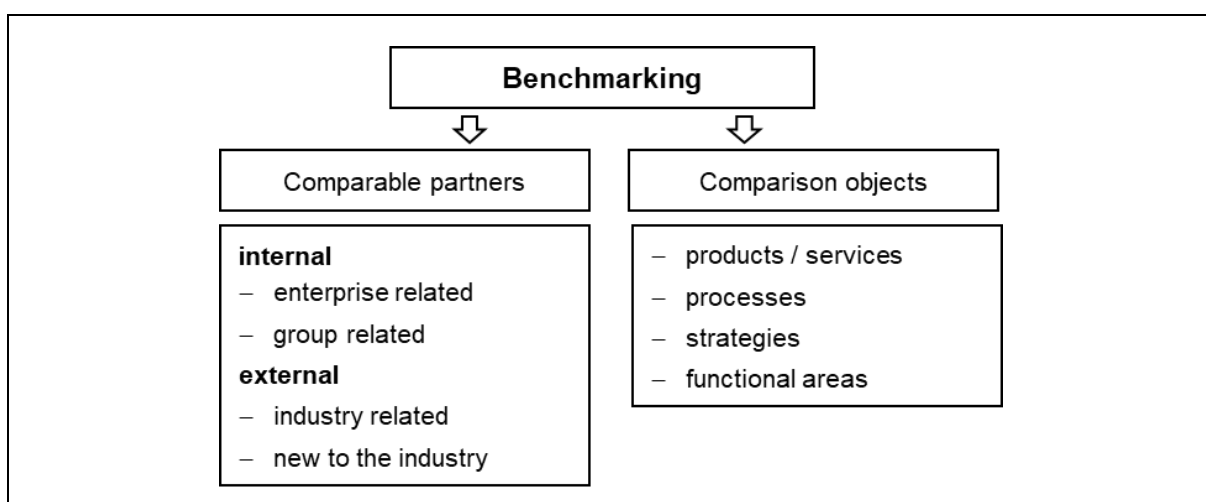 Benchmarking
Comparable partners
internal
– enterprise related
– group related
external
– industry related
– new to the industry
Comparison objects
– products / services
– processes
– strategies
– functional areas